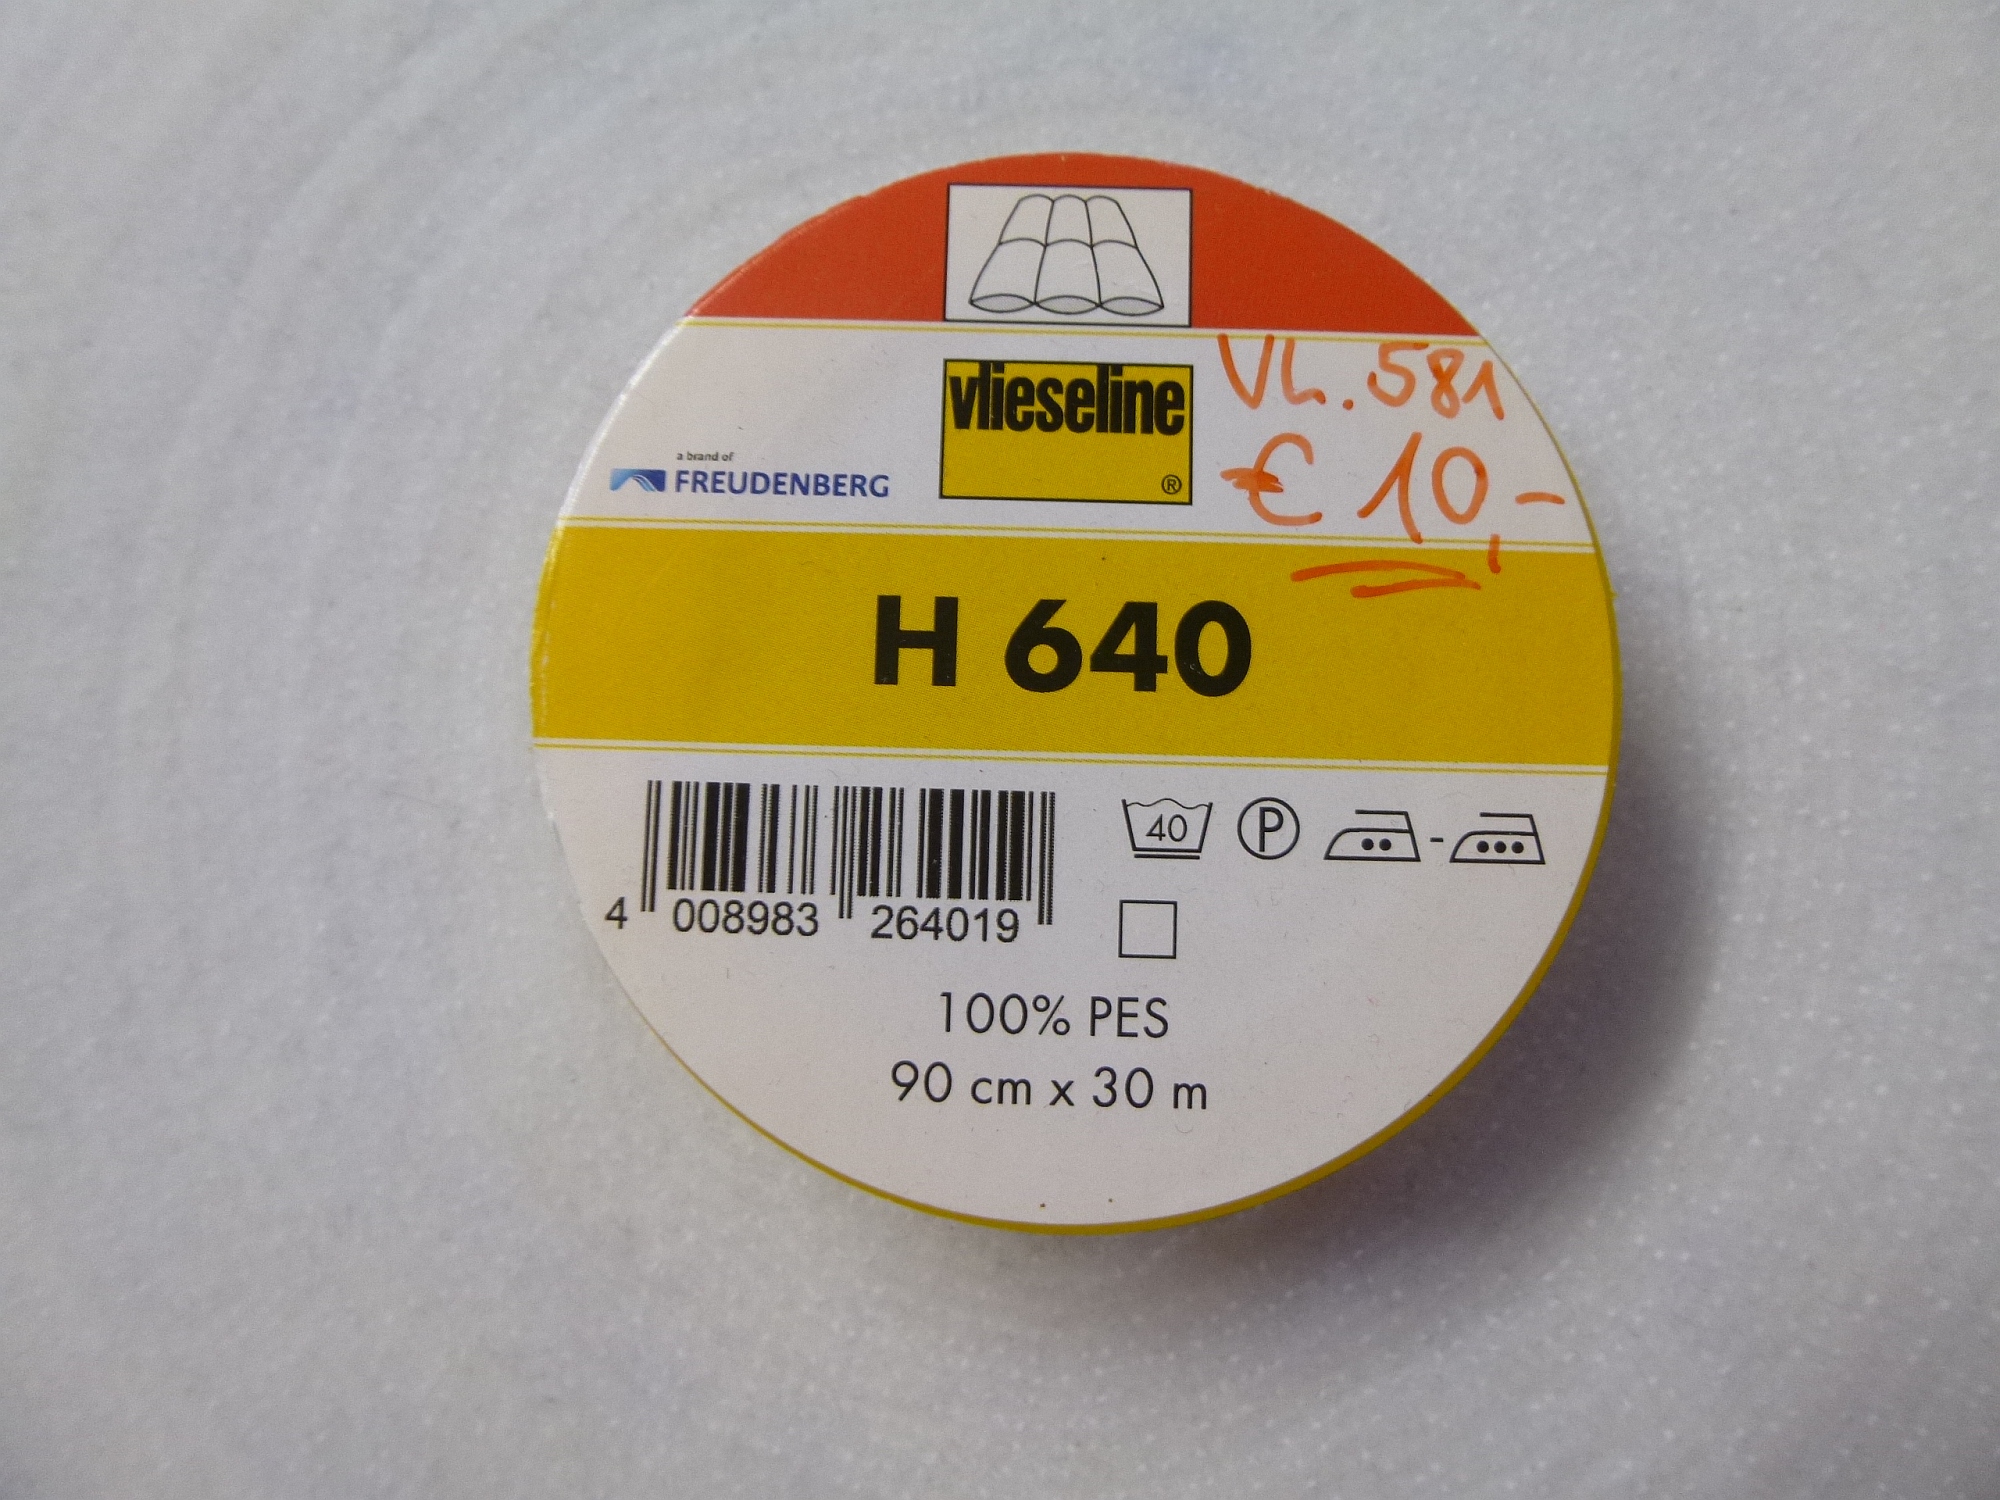 vlieseline
®
Vl. 581
€ 10,-
a brand of
FREUDENBERG
H 640
40 P
4 008983 264019
100% PES
90 cm x 30 m